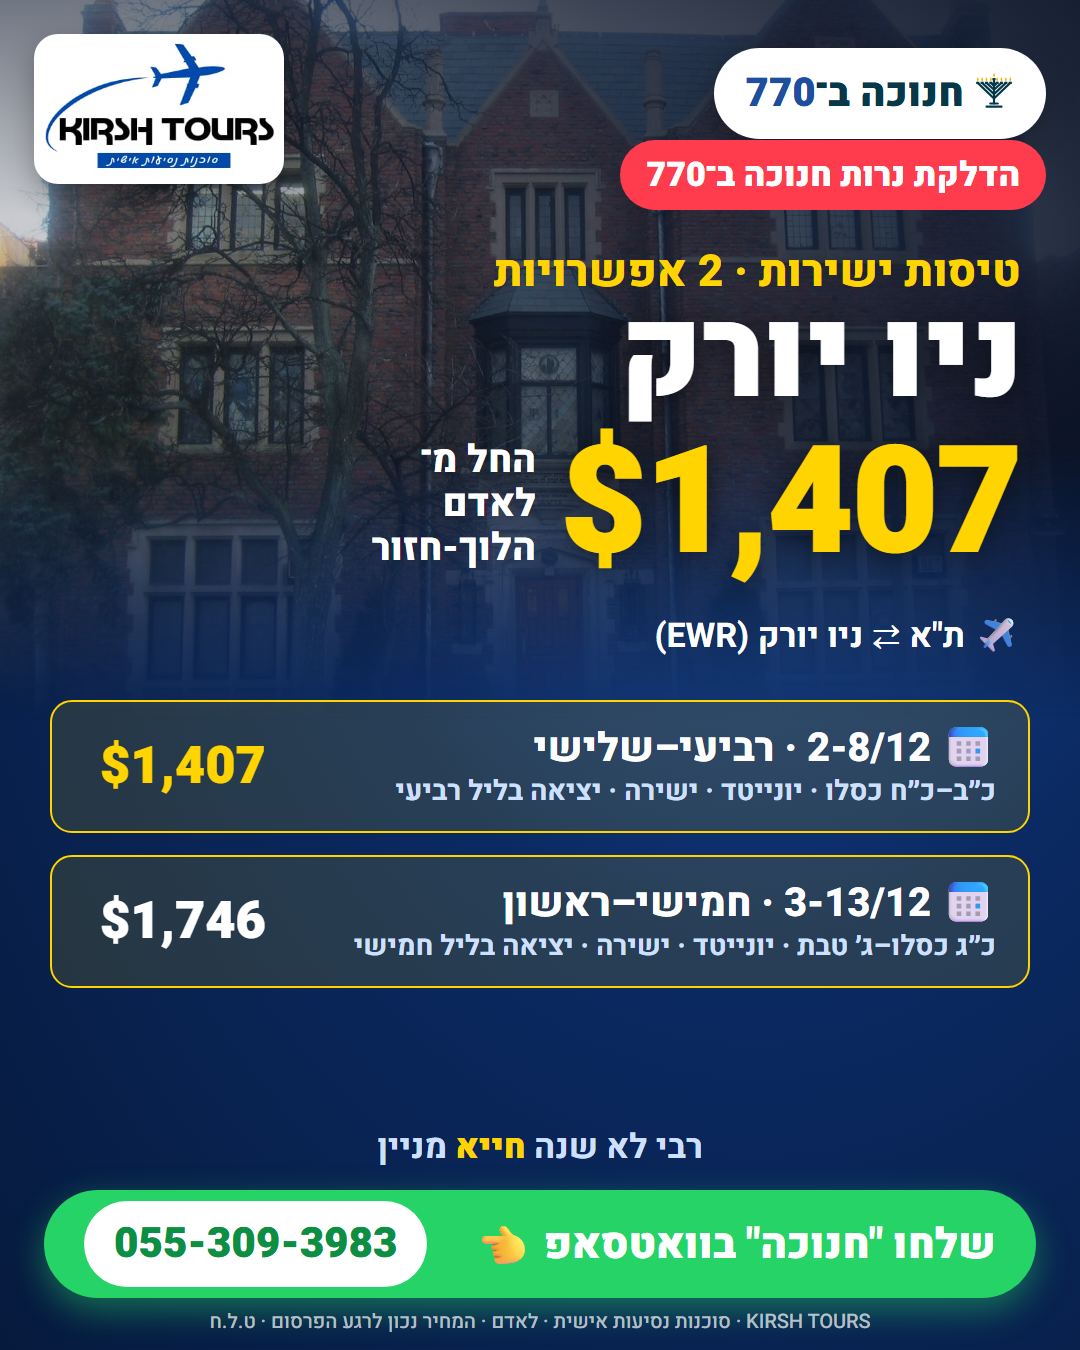 KIRSH TOURS
סוכנות נסיעות אישית
חנוכה ב־770
הדלקת נרות חנוכה ב־770
טיסות ישירות · 2 אפשרויות
ניו יורק
$1,407
החל מ־
לאדם
הלוך-חזור
ת"א ⇄ ניו יורק (EWR)
2-8/12 · רביעי–שלישי
$1,407
כ״ב–כ״ח כסלו · יונייטד · ישירה · יציאה בליל רביעי
3-13/12 · חמישי–ראשון
$1,746
כ״ג כסלו–ג׳ טבת · יונייטד · ישירה · יציאה בליל חמישי
רבי לא שנה חייא מניין
שלחו "חנוכה" בוואטסאפ 👈 055-309-3983
KIRSH TOURS · סוכנות נסיעות אישית · לאדם · המחיר נכון לרגע הפרסום · ט.ל.ח